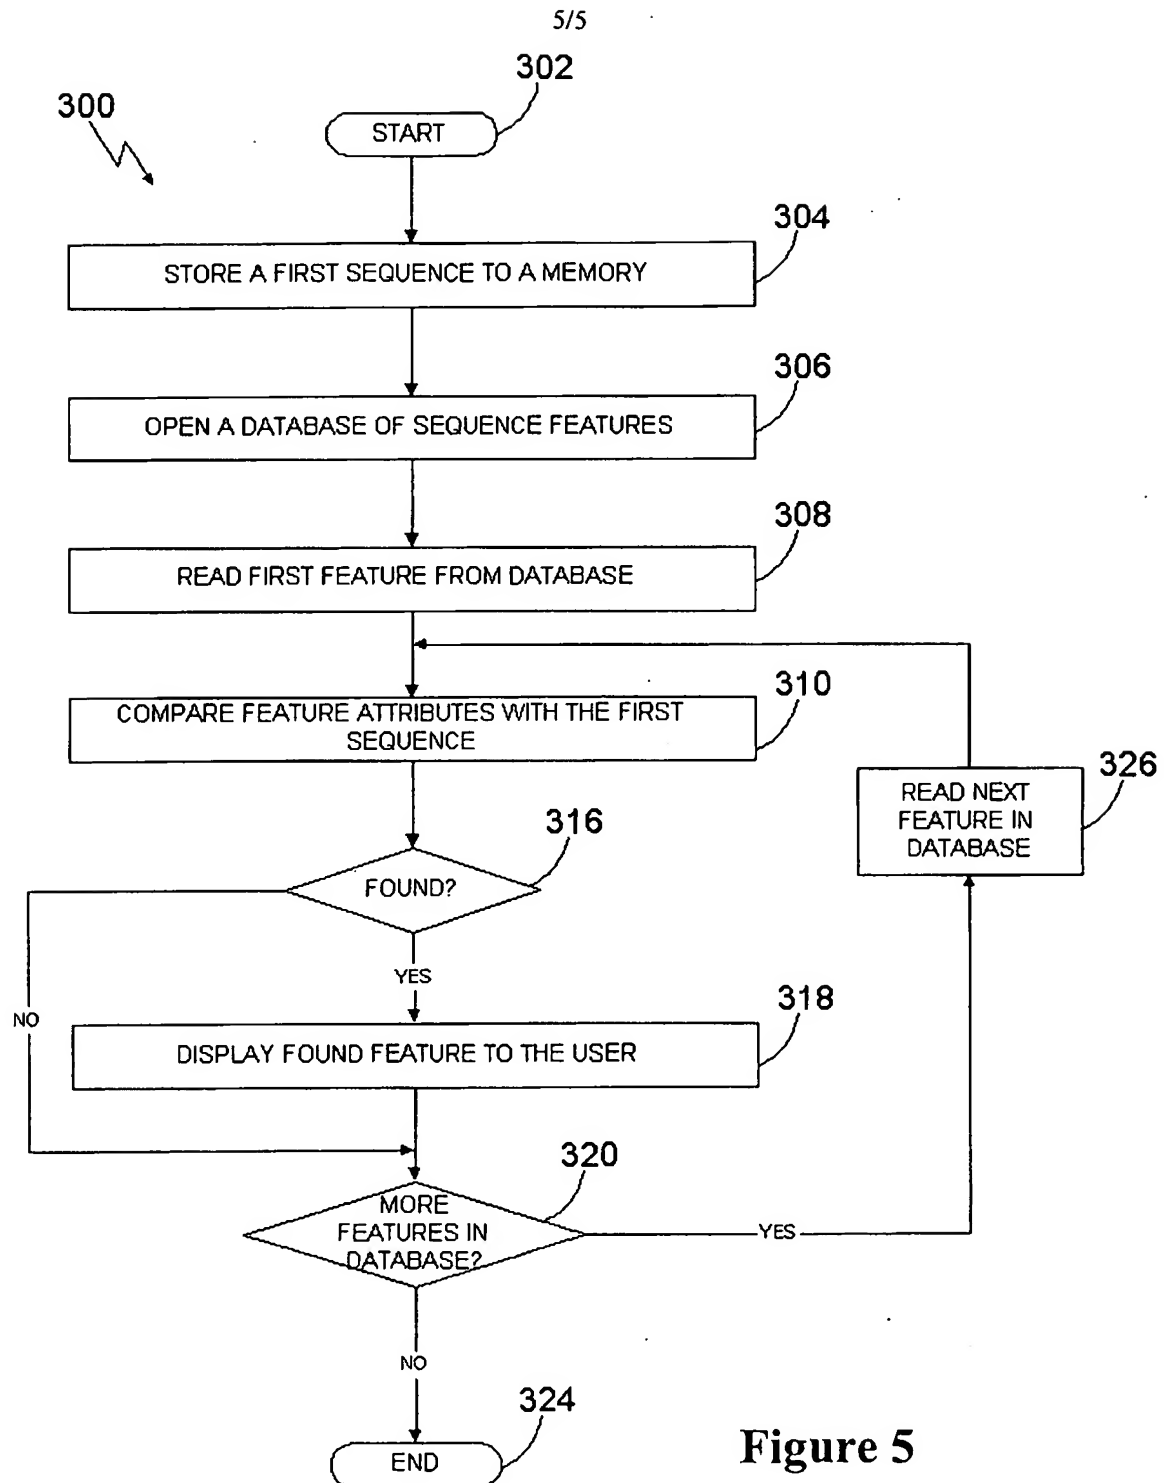 5/5
302
300
START
304
STORE A FIRST SEQUENCE TO A MEMORY
306
OPEN A DATABASE OF SEQUENCE FEATURES
308
READ FIRST FEATURE FROM DATABASE
310
COMPARE FEATURE ATTRIBUTES WITH THE FIRST
SEQUENCE
326
READ NEXT
FEATURE IN
DATABASE
316
FOUND?
YES
NO
318
DISPLAY FOUND FEATURE TO THE USER
320
MORE
FEATURES IN
DATABASE?
YES
NO
324
END
Figure 5